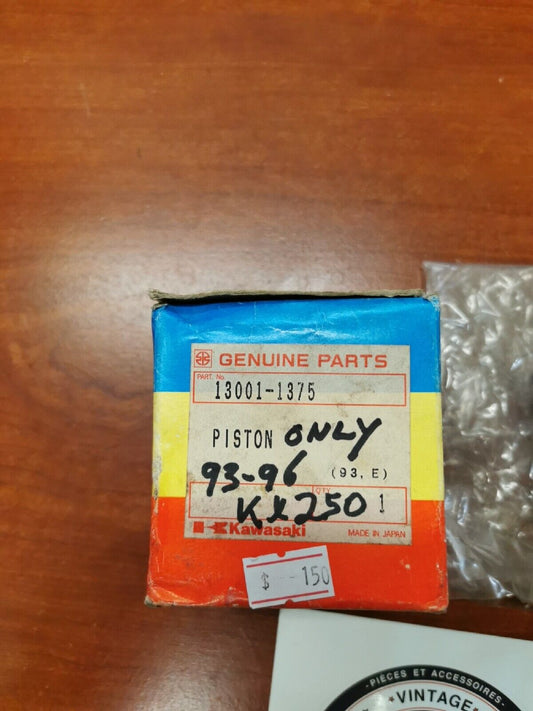 GENUINE PARTS
PART No.
13001-1375
PISTON ONLY
93-96 (93, E)
QTY
KX250 1
Kawasaki MADE IN JAPAN
$ --150
-PIÈCES ET ACCESSOIRES-
*VINTAGE*